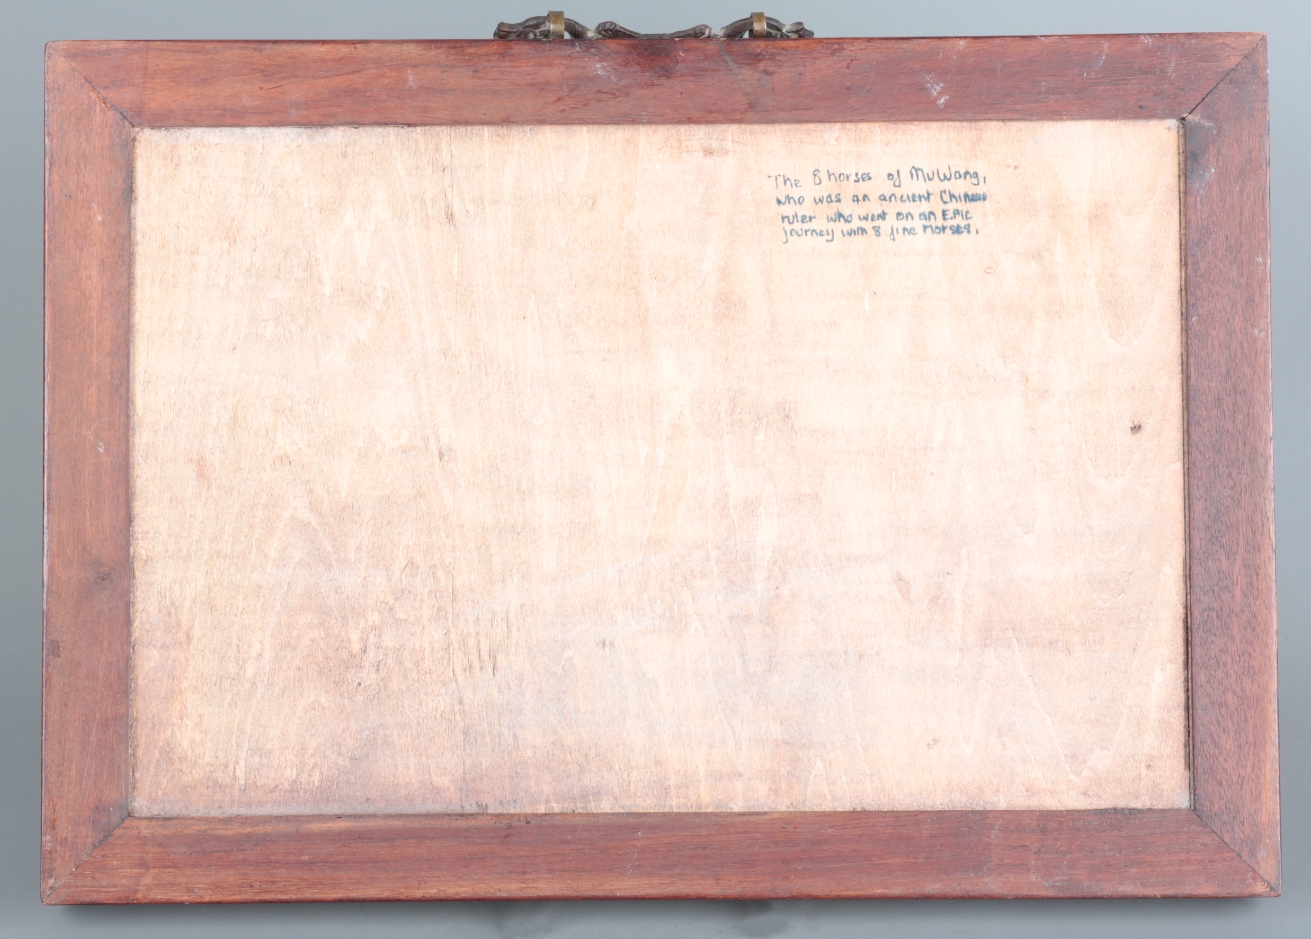 The 8 horses of MuWang,
who was an ancient Chinese
ruler who went on an EPIC
journey with 8 fine Horses.